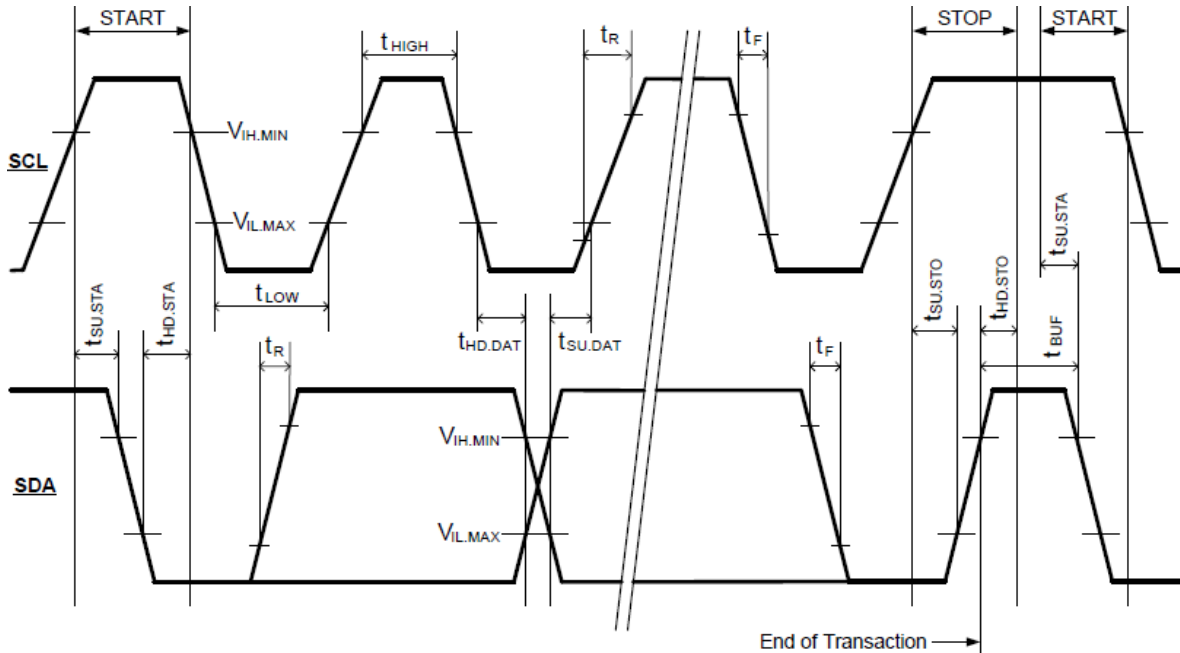 START
STOP
START
tHIGH
tR
tF
VIH.MIN
SCL
VIL.MAX
tSU.STA
tLOW
tSU.STA
tHD.STA
tSU.STO
tHD.STO
tHD.DAT
tSU.DAT
tBUF
tR
tF
VIH.MIN
SDA
VIL.MAX
End of Transaction